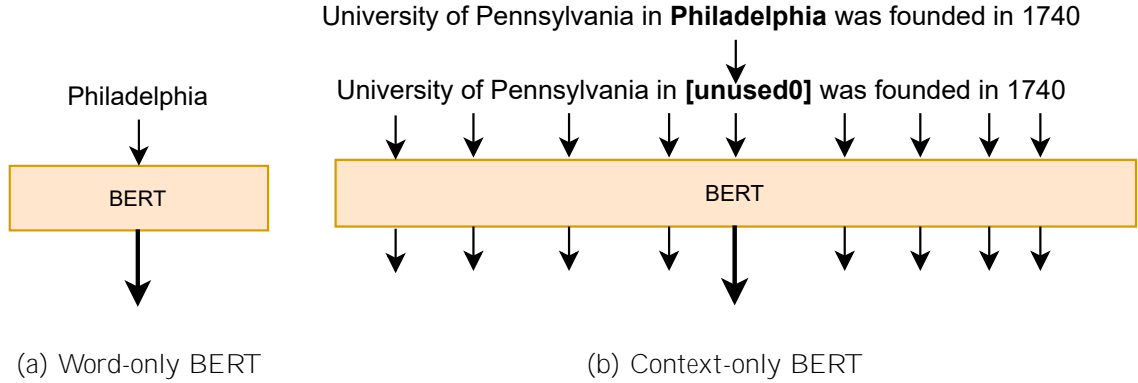 University of Pennsylvania in Philadelphia was founded in 1740
Philadelphia
University of Pennsylvania in [unused0] was founded in 1740
BERT
BERT
(a) Word-only BERT
(b) Context-only BERT